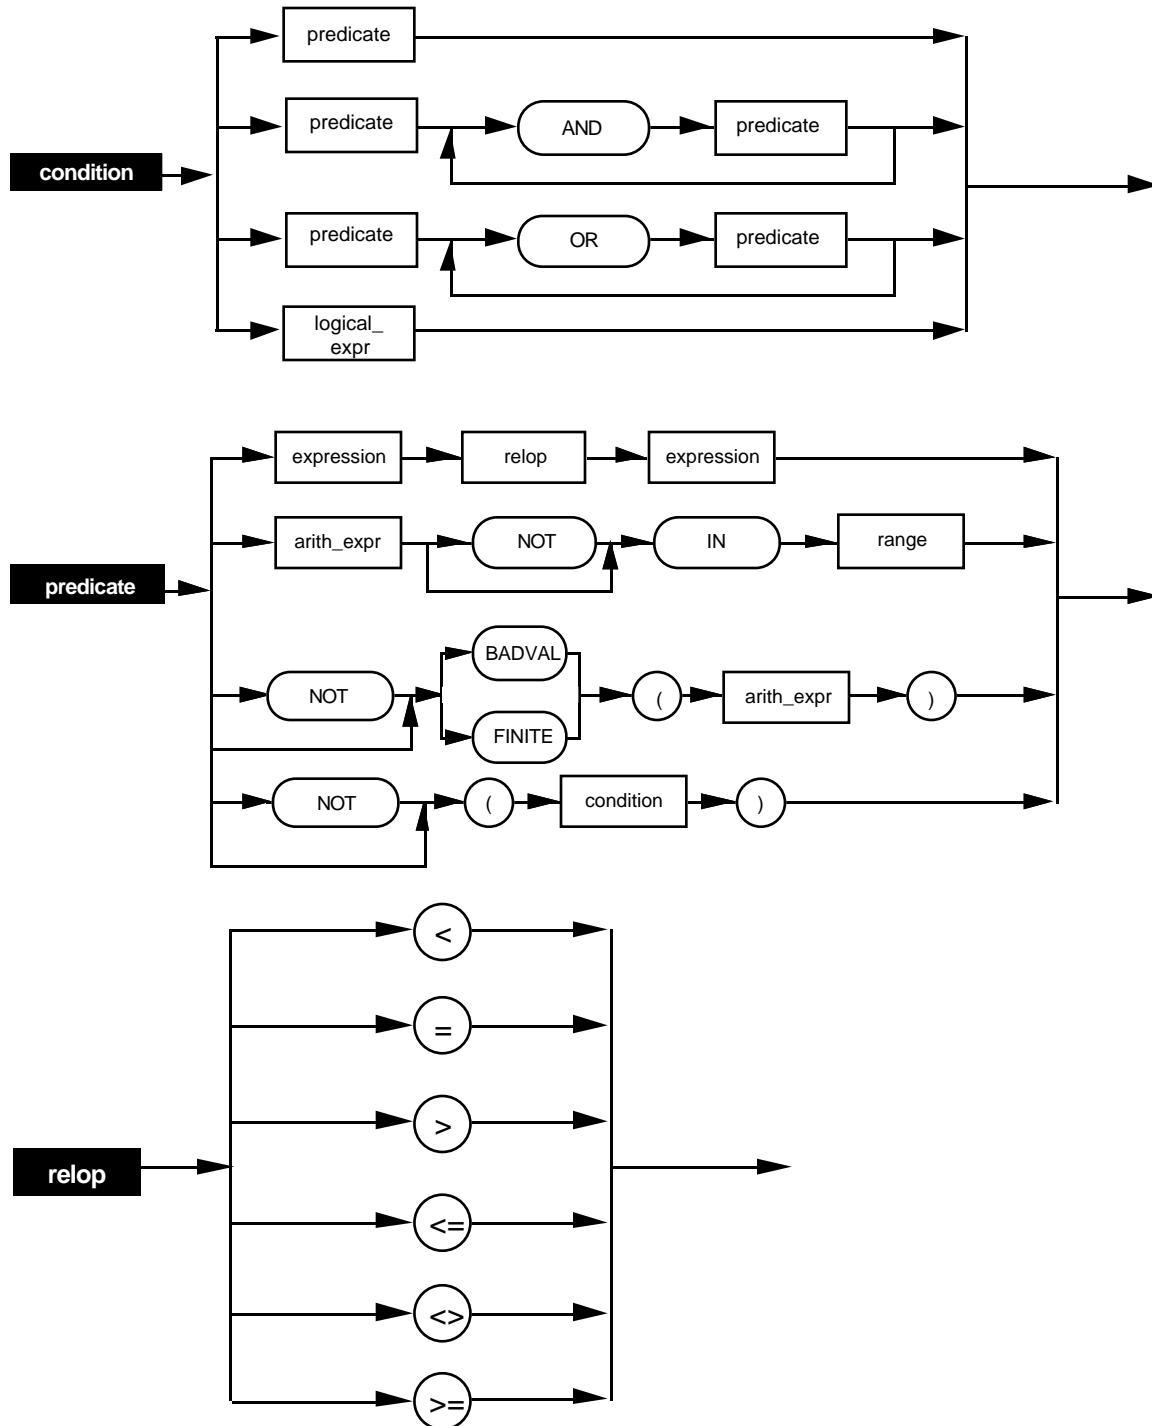 predicate
predicate AND predicate
condition
predicate OR predicate
logical_
expr
expression relop expression
arith_expr NOT IN range
predicate
BADVAL
NOT ( arith_expr )
FINITE
NOT ( condition )
<
=
>
relop
<=
<>
>=